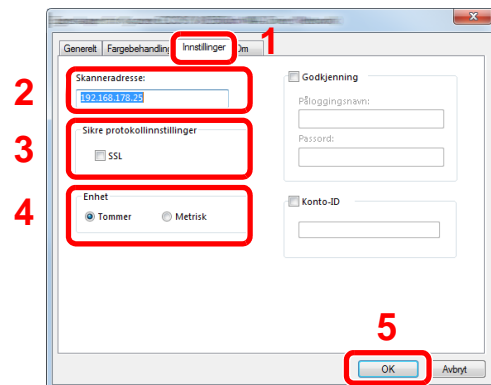 1
Generelt Fargebehandling Innstillinger Om
2
Skanneradresse:
192.168.178.25
Godkjenning
Påloggingsnavn:
Passord:
3
Sikre protokollinnstillinger
SSL
4
Enhet
Tommer Metrisk
Konto-ID
5
OK Avbryt